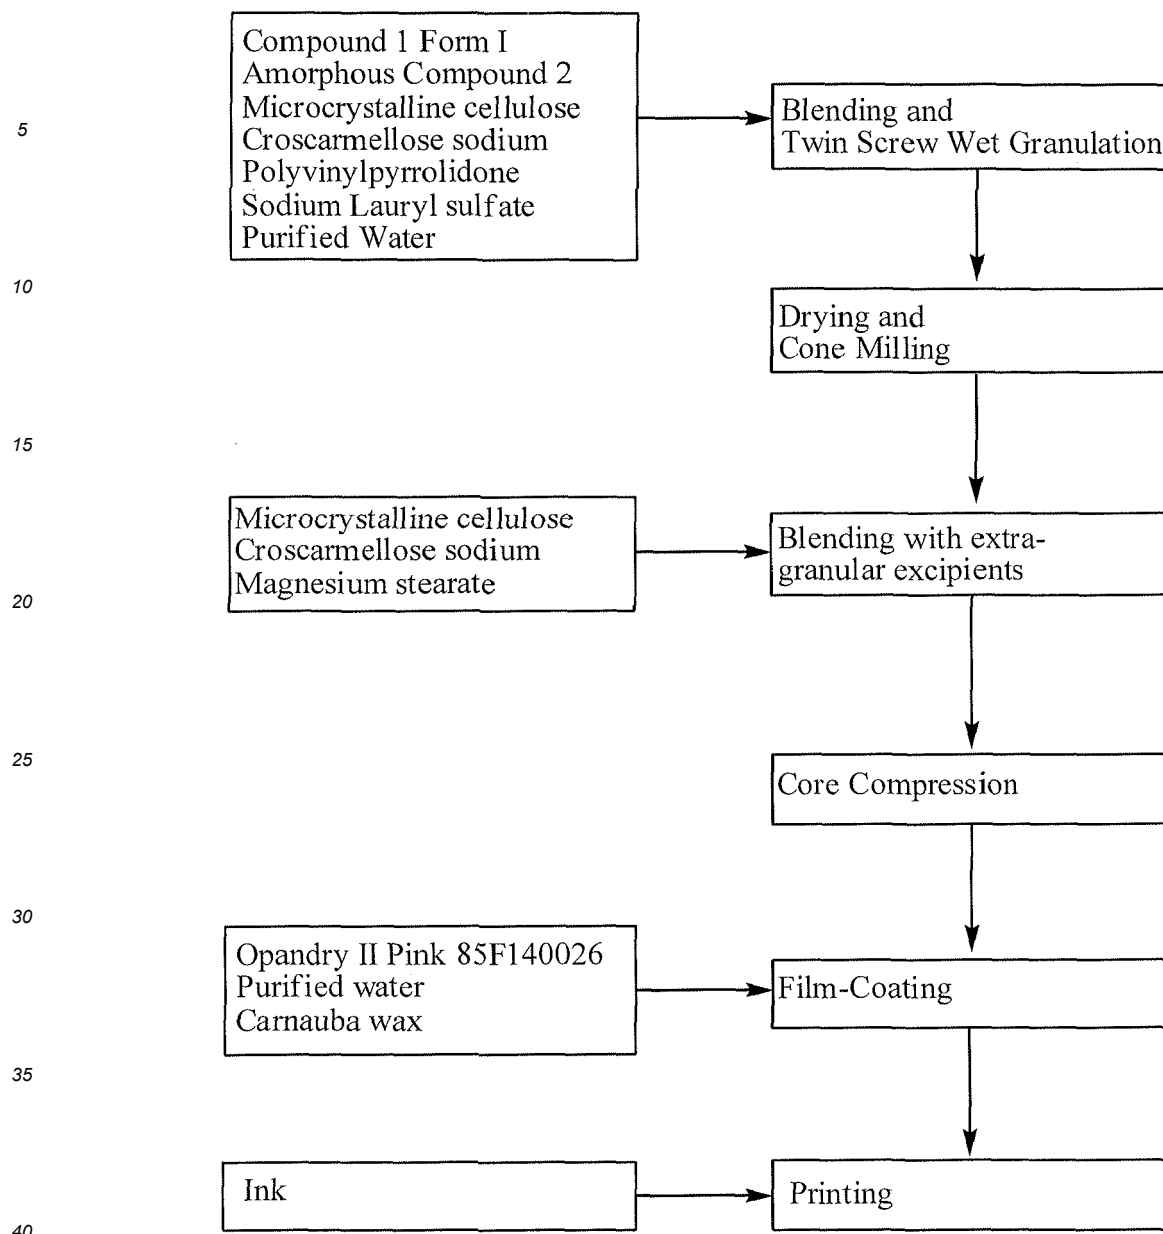 Compound 1 Form I
Amorphous Compound 2
Microcrystalline cellulose
Croscarmellose sodium
Polyvinylpyrrolidone
Sodium Lauryl sulfate
Purified Water
Blending and
Twin Screw Wet Granulation
5
10
Drying and
Cone Milling
15
Microcrystalline cellulose
Croscarmellose sodium
Magnesium stearate
Blending with extra-
granular excipients
20
25
Core Compression
30
Opandry II Pink 85F140026
Purified water
Carnauba wax
Film-Coating
35
Ink
Printing
40